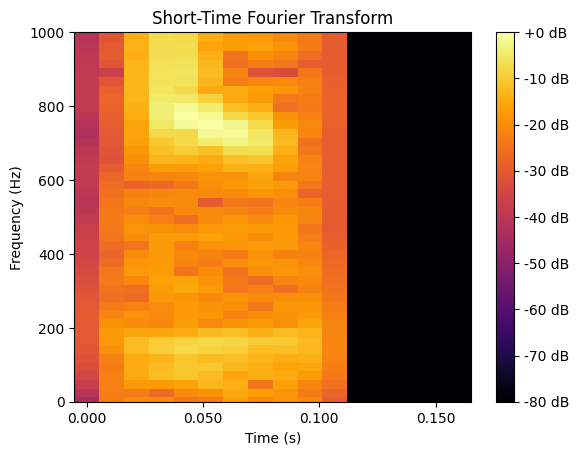 Short-Time Fourier Transform
1000
800
600
400
200
0
Frequency (Hz)
0.000
0.050
0.100
0.150
Time (s)
+0 dB
-10 dB
-20 dB
-30 dB
-40 dB
-50 dB
-60 dB
-70 dB
-80 dB